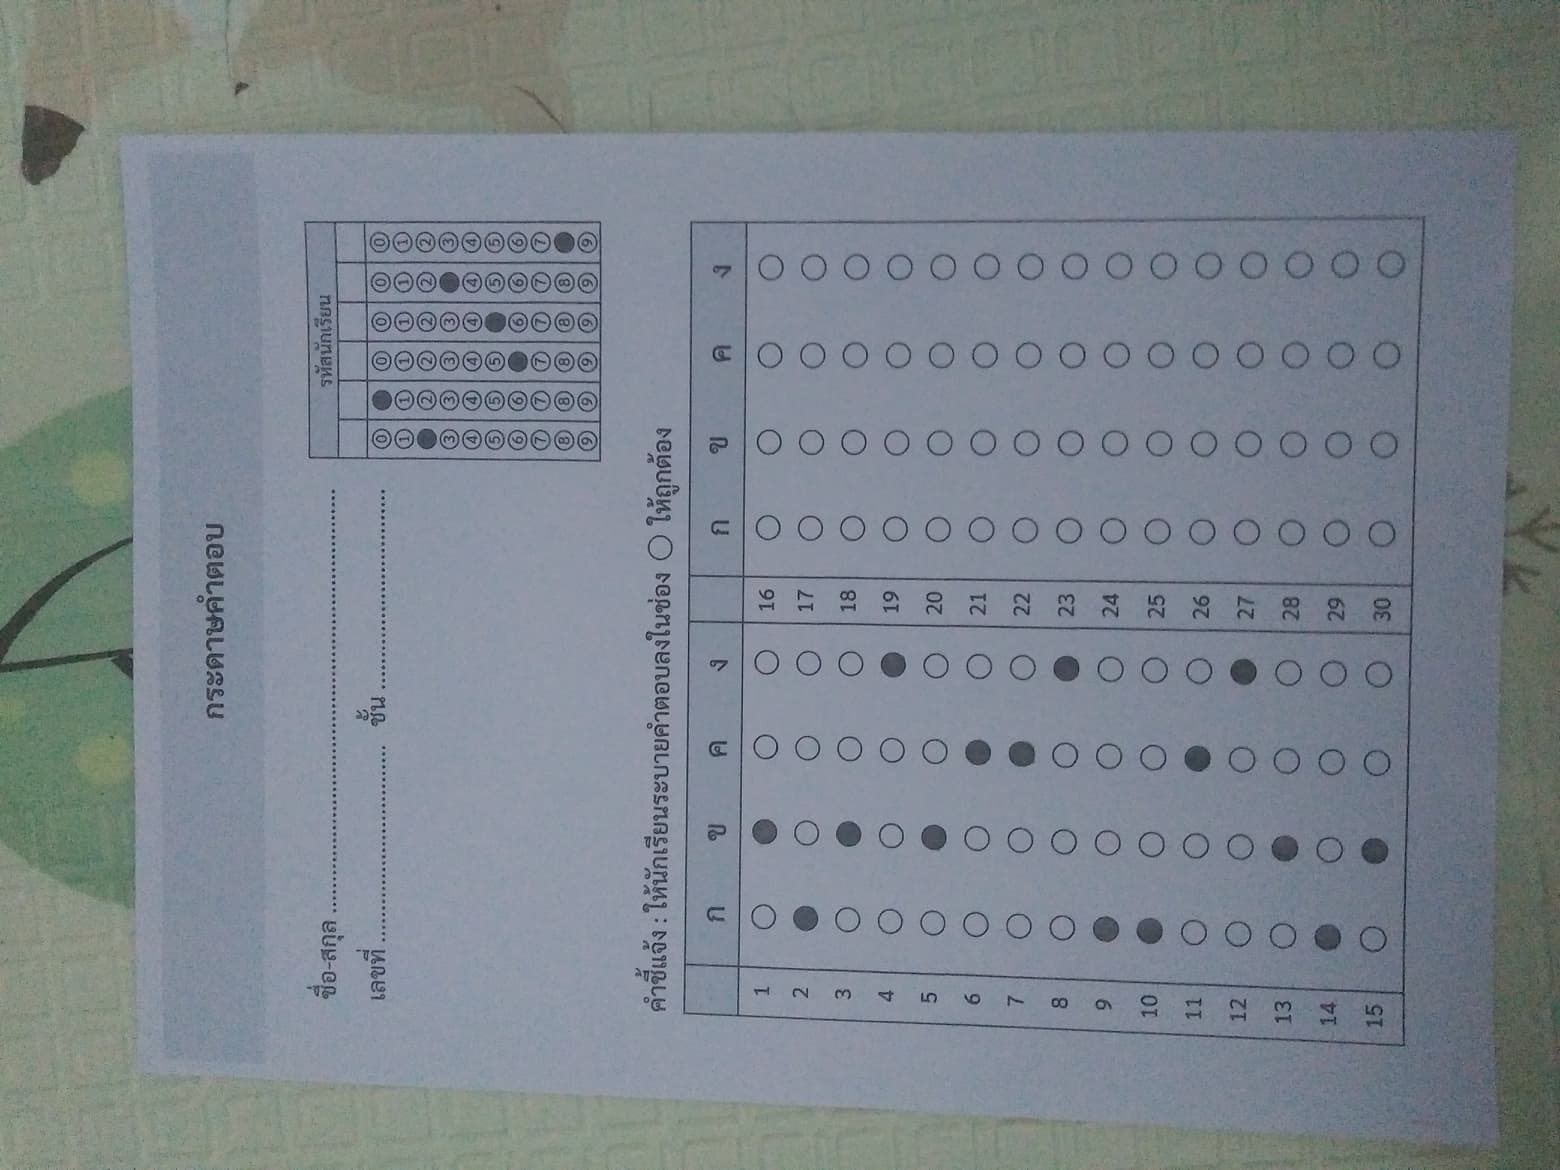 กระดาษคำตอบ
ชื่อ-สกุล ......................................................................
เลขที่ ................................ ชั้น ................................
รหัสนักเรียน
⓪ ⓪ ⓪ ⓪ ⓪
① ① ① ① ① ①
② ② ② ② ②
③ ③ ③ ③ ③
④ ④ ④ ④ ④ ④
⑤ ⑤ ⑤ ⑤ ⑤
⑥ ⑥ ⑥ ⑥ ⑥
⑦ ⑦ ⑦ ⑦ ⑦ ⑦
⑧ ⑧ ⑧ ⑧ ⑧
⑨ ⑨ ⑨ ⑨ ⑨ ⑨
คำชี้แจ้ง : ให้นักเรียนระบายคำตอบลงในช่อง ○ ให้ถูกต้อง
ก ข ค ง ก ข ค ง
1 ○ ● ○ ○ 16 ○ ○ ○ ○
2 ● ○ ○ ○ 17 ○ ○ ○ ○
3 ○ ● ○ ○ 18 ○ ○ ○ ○
4 ○ ○ ○ ● 19 ○ ○ ○ ○
5 ○ ● ○ ○ 20 ○ ○ ○ ○
6 ○ ○ ● ○ 21 ○ ○ ○ ○
7 ○ ○ ● ○ 22 ○ ○ ○ ○
8 ○ ○ ○ ● 23 ○ ○ ○ ○
9 ● ○ ○ ○ 24 ○ ○ ○ ○
10 ● ○ ○ ○ 25 ○ ○ ○ ○
11 ○ ○ ● ○ 26 ○ ○ ○ ○
12 ○ ○ ○ ● 27 ○ ○ ○ ○
13 ○ ● ○ ○ 28 ○ ○ ○ ○
14 ● ○ ○ ○ 29 ○ ○ ○ ○
15 ○ ● ○ ○ 30 ○ ○ ○ ○